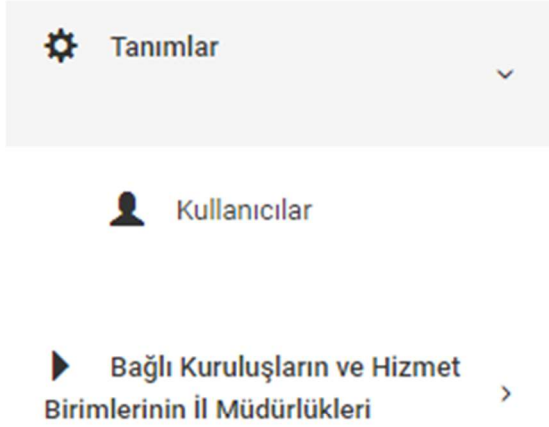 Tanımlar
Kullanıcılar
Bağlı Kuruluşların ve Hizmet
Birimlerinin İl Müdürlükleri